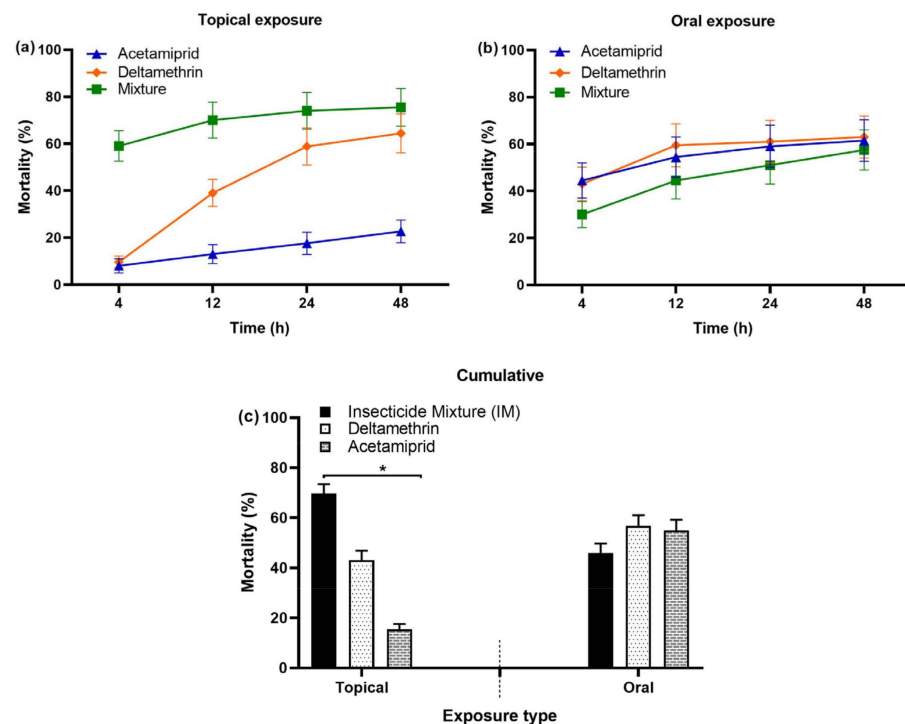 Topical exposure
(a)
Acetamiprid
Deltamethrin
Mixture
Mortality (%)
100
80
60
40
20
0
4 12 24 48
Time (h)
Oral exposure
(b)
Acetamiprid
Deltamethrin
Mixture
Mortality (%)
100
80
60
40
20
0
4 12 24 48
Time (h)
Cumulative
(c)
Insecticide Mixture (IM)
Deltamethrin
Acetamiprid
*
Mortality (%)
100
80
60
40
20
0
Topical Oral
Exposure type